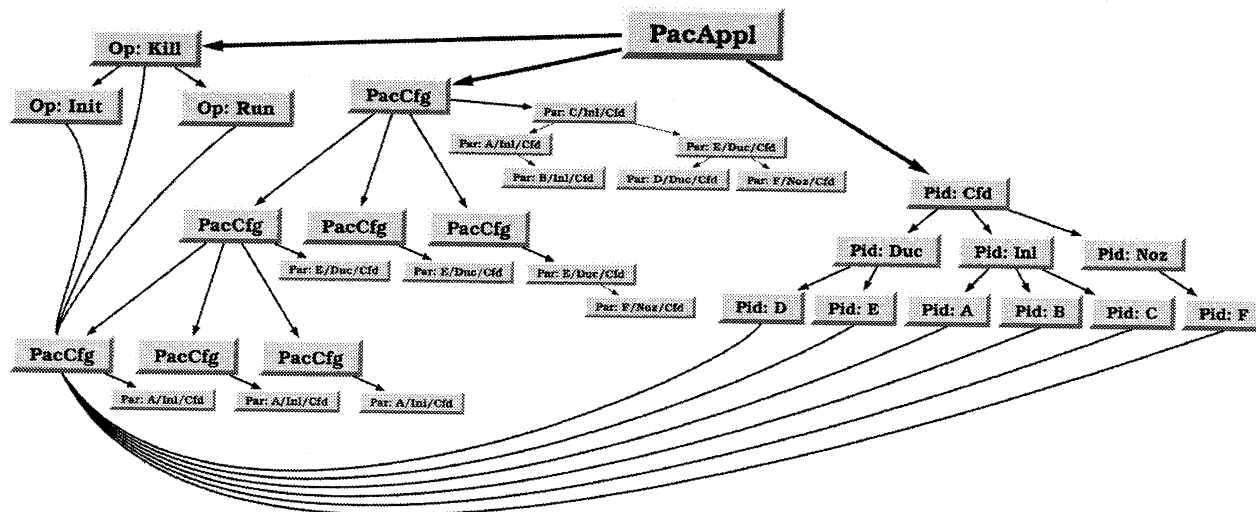 PacAppl
Op: Kill
Op: Init
Op: Run
PacCfg
Par: C/Inl/Cfd
Par: A/Inl/Cfd
Par: E/Duc/Cfd
Par: B/Inl/Cfd
Par: D/Duc/Cfd
Par: F/Noz/Cfd
Pid: Cfd
PacCfg
PacCfg
PacCfg
Pid: Duc
Pid: Inl
Pid: Noz
Par: E/Duc/Cfd
Par: E/Duc/Cfd
Par: E/Duc/Cfd
Par: F/Noz/Cfd
Pid: D
Pid: E
Pid: A
Pid: B
Pid: C
Pid: F
PacCfg
PacCfg
PacCfg
Par: A/Inl/Cfd
Par: A/Inl/Cfd
Par: A/Inl/Cfd